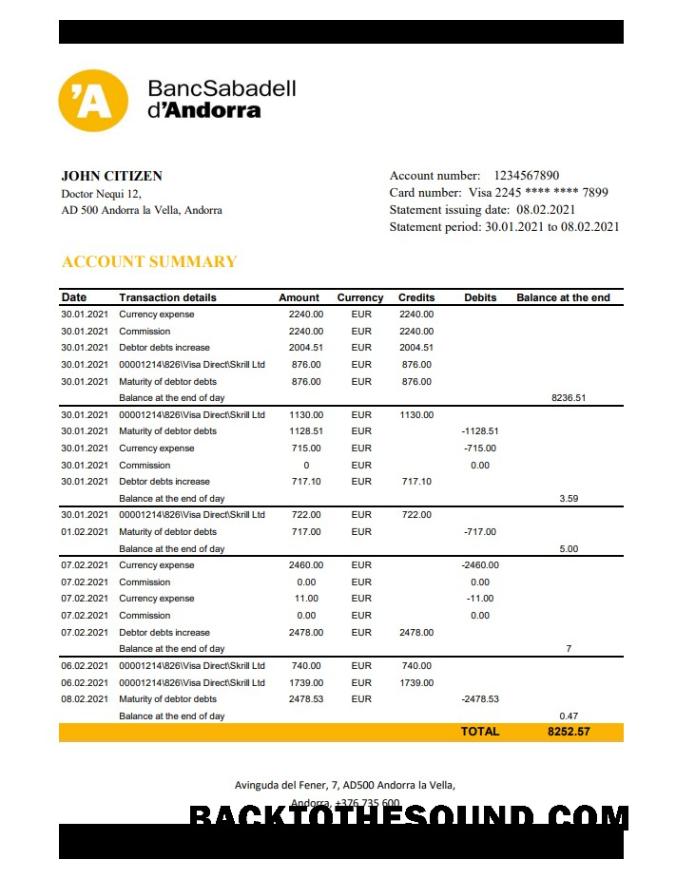 'A BancSabadell
d'Andorra
JOHN CITIZEN
Doctor Nequi 12,
AD 500 Andorra la Vella, Andorra
Account number: 1234567890
Card number: Visa 2245 **** **** 7899
Statement issuing date: 08.02.2021
Statement period: 30.01.2021 to 08.02.2021
ACCOUNT SUMMARY
Date Transaction details Amount Currency Credits Debits Balance at the end
30.01.2021 Currency expense 2240.00 EUR 2240.00
30.01.2021 Commission 2240.00 EUR 2240.00
30.01.2021 Debtor debts increase 2004.51 EUR 2004.51
30.01.2021 00001214\826\Visa Direct\Skrill Ltd 876.00 EUR 876.00
30.01.2021 Maturity of debtor debts 876.00 EUR 876.00
Balance at the end of day 8236.51
30.01.2021 00001214\826\Visa Direct\Skrill Ltd 1130.00 EUR 1130.00
30.01.2021 Maturity of debtor debts 1128.51 EUR -1128.51
30.01.2021 Currency expense 715.00 EUR -715.00
30.01.2021 Commission 0 EUR 0.00
30.01.2021 Debtor debts increase 717.10 EUR 717.10
Balance at the end of day 3.59
30.01.2021 00001214\826\Visa Direct\Skrill Ltd 722.00 EUR 722.00
01.02.2021 Maturity of debtor debts 717.00 EUR -717.00
Balance at the end of day 5.00
07.02.2021 Currency expense 2460.00 EUR -2460.00
07.02.2021 Commission 0.00 EUR 0.00
07.02.2021 Currency expense 11.00 EUR -11.00
07.02.2021 Commission 0.00 EUR 0.00
07.02.2021 Debtor debts increase 2478.00 EUR 2478.00
Balance at the end of day 7
06.02.2021 00001214\826\Visa Direct\Skrill Ltd 740.00 EUR 740.00
06.02.2021 00001214\826\Visa Direct\Skrill Ltd 1739.00 EUR 1739.00
08.02.2021 Maturity of debtor debts 2478.53 EUR -2478.53
Balance at the end of day 0.47
TOTAL 8252.57
Avinguda del Fener, 7, AD500 Andorra la Vella,
Andorra, +376 735 600
BACKTOTHESOUND.COM